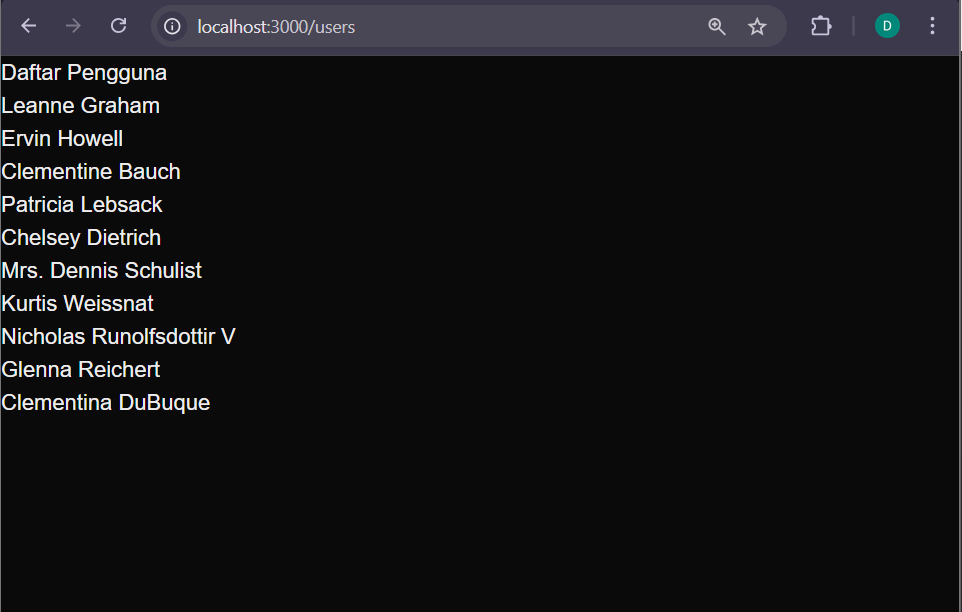 localhost:3000/users
D
Daftar Pengguna
Leanne Graham
Ervin Howell
Clementine Bauch
Patricia Lebsack
Chelsey Dietrich
Mrs. Dennis Schulist
Kurtis Weissnat
Nicholas Runolfsdottir V
Glenna Reichert
Clementina DuBuque